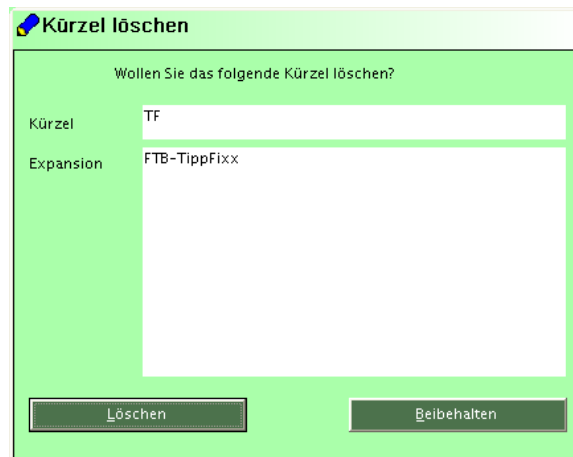 Kürzel löschen
Wollen Sie das folgende Kürzel löschen?
Kürzel TF
Expansion FTB-TippFixx
Löschen Beibehalten